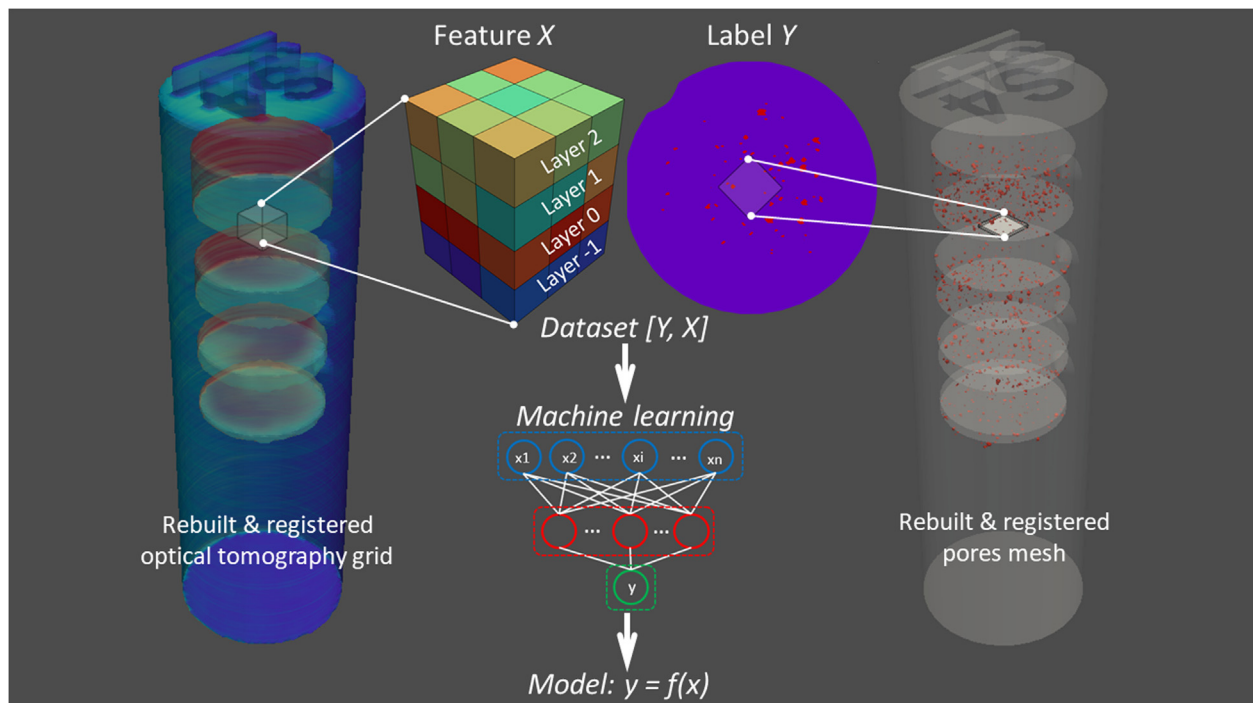 Feature X
Label Y
Layer 2
Layer 1
Layer 0
Layer -1
Dataset [Y, X]
Machine learning
x1 x2 ... xi ... xn
... ...
y
Model: y = f(x)
Rebuilt & registered
optical tomography grid
Rebuilt & registered
pores mesh